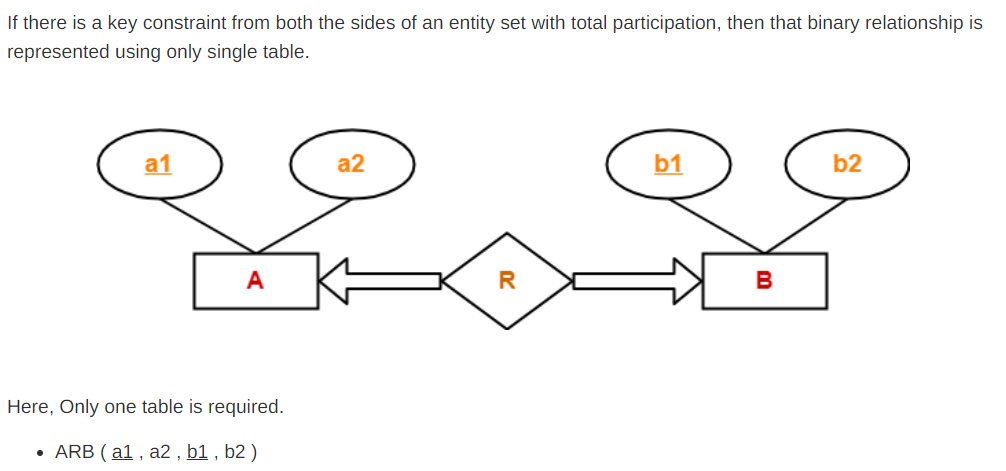 If there is a key constraint from both the sides of an entity set with total participation, then that binary relationship is
represented using only single table.
a1 a2 b1 b2
A R B
Here, Only one table is required.
• ARB ( a1 , a2 , b1 , b2 )